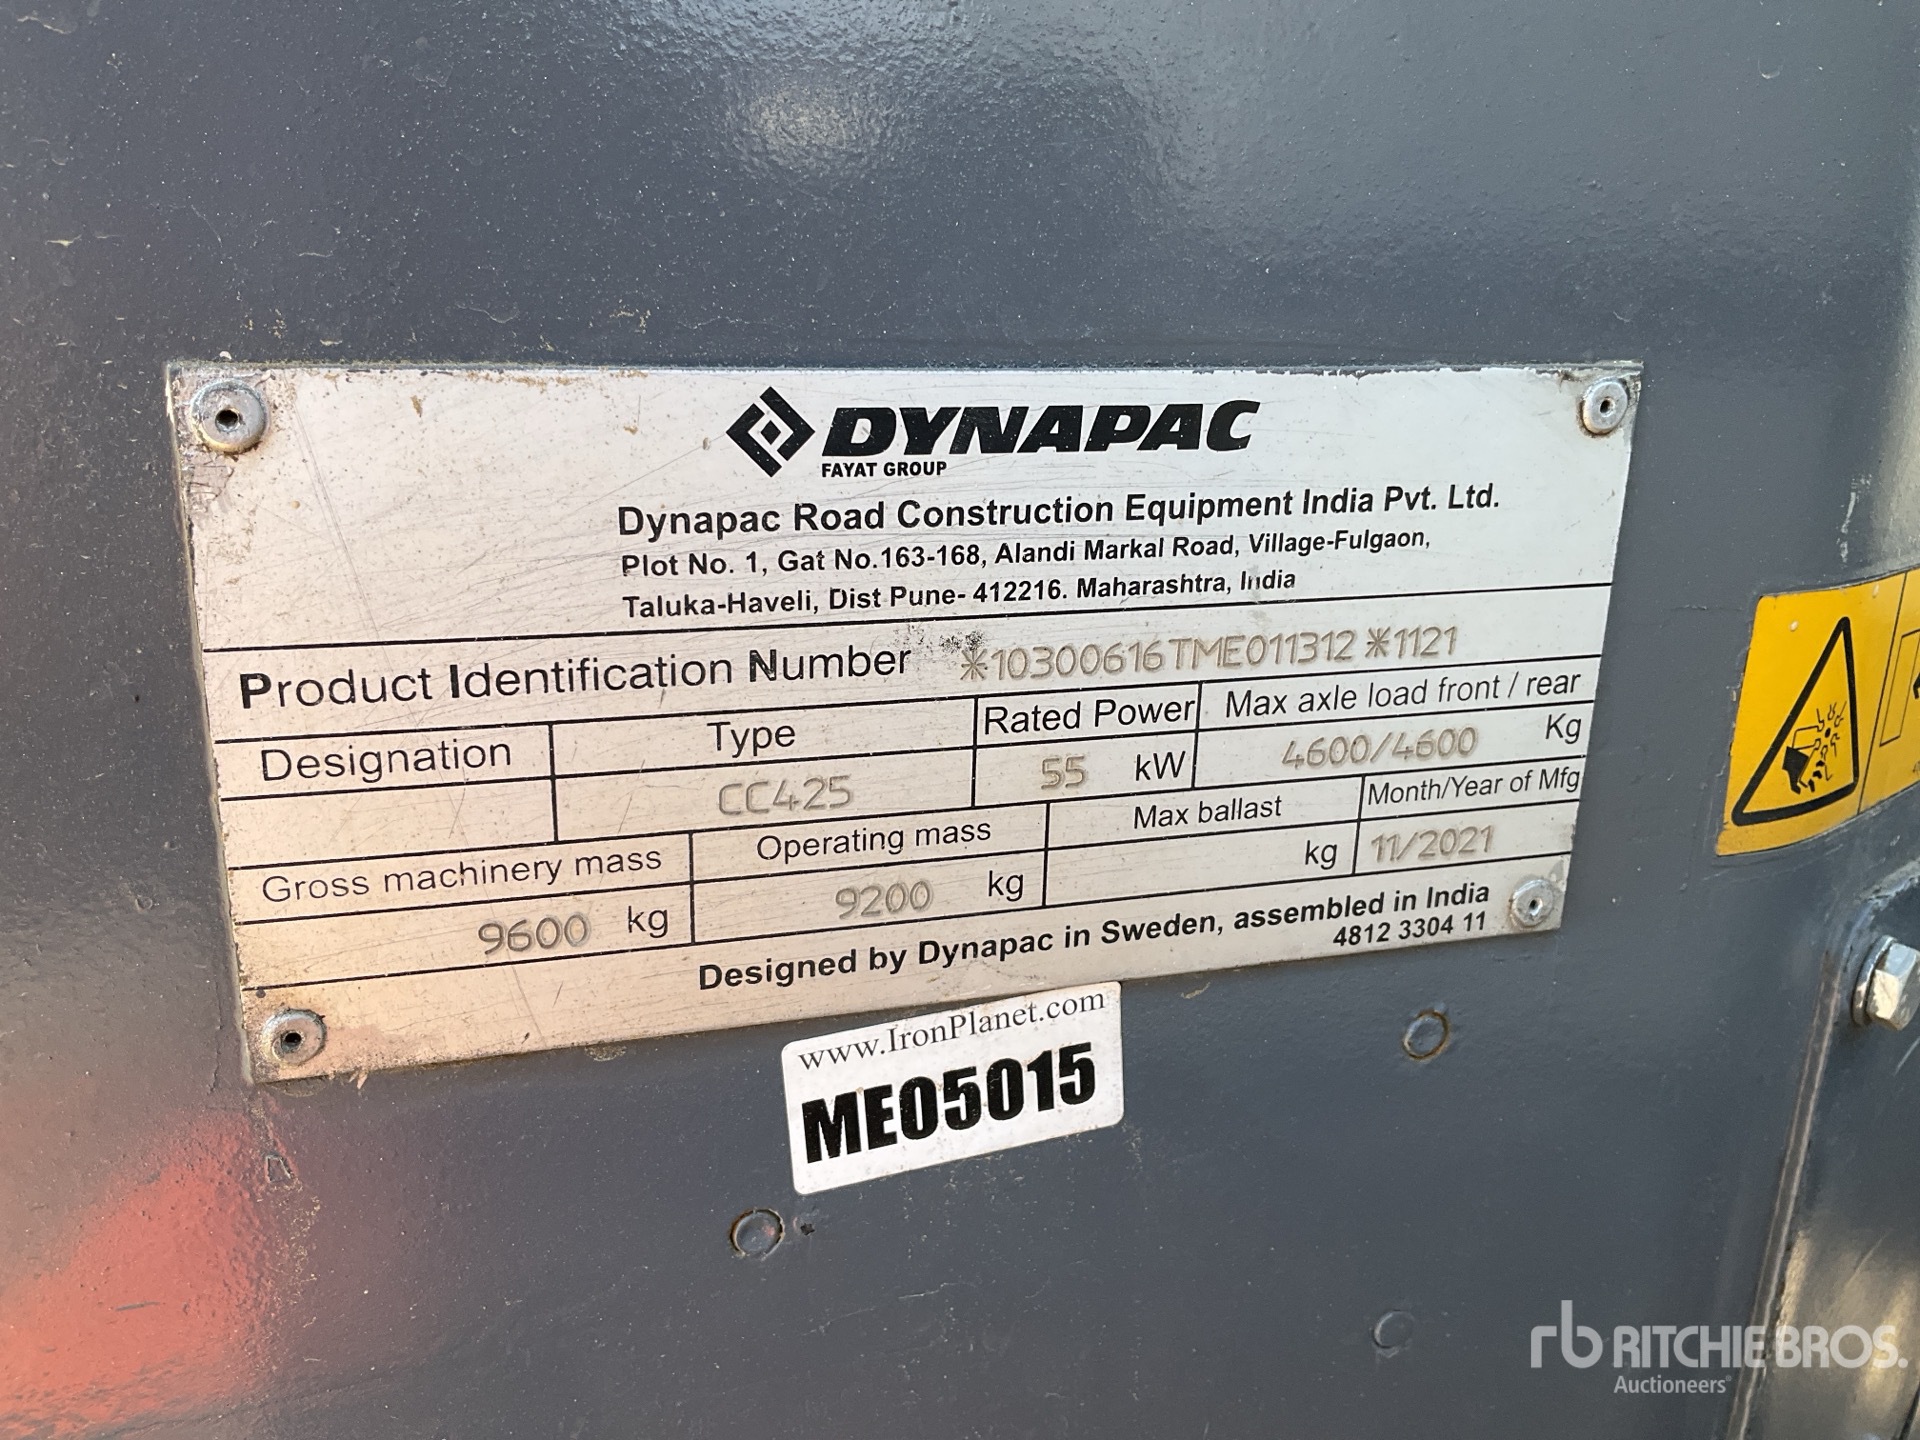 DYNAPAC
FAYAT GROUP
Dynapac Road Construction Equipment India Pvt. Ltd.
Plot No. 1, Gat No.163-168, Alandi Markal Road, Village-Fulgaon,
Taluka-Haveli, Dist Pune- 412216. Maharashtra, India
Product Identification Number *10300616TME011312*1121
Designation Type Rated Power Max axle load front / rear
CC425 55 kW 4600/4600 Kg
Gross machinery mass Operating mass Max ballast Month/Year of Mfg
9600 kg 9200 kg kg 11/2021
Designed by Dynapac in Sweden, assembled in India
4812 3304 11
www.IronPlanet.com
ME05015
rb RITCHIE BROS.
Auctioneers